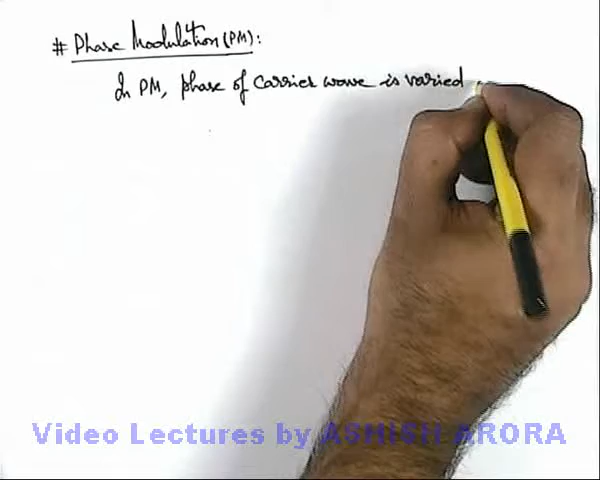 # Phase Modulation (PM):
In PM, phase of carrier wave is varied
Video Lectures by ASHISH ARORA